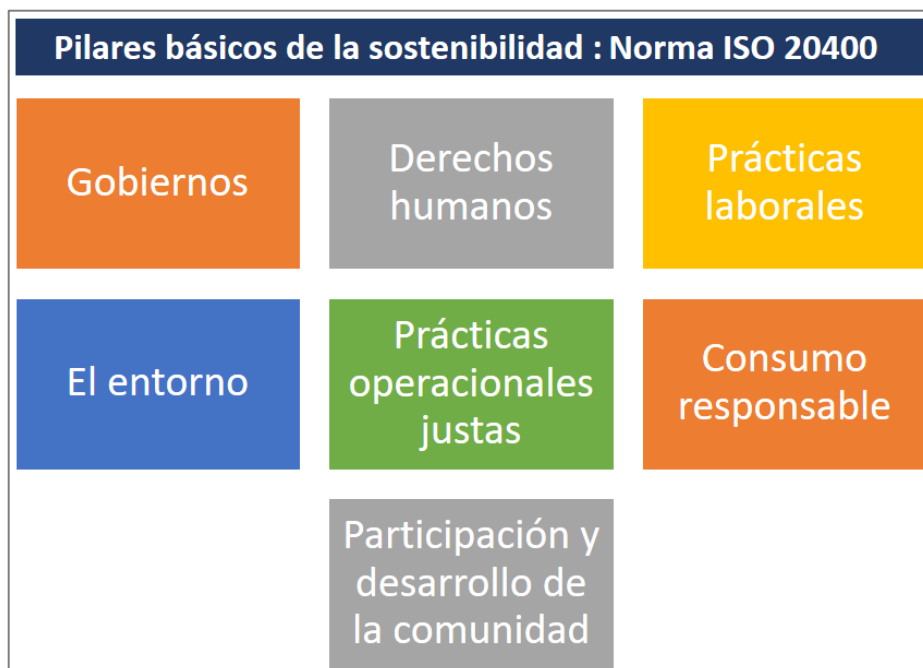 Pilares básicos de la sostenibilidad : Norma ISO 20400
Gobiernos
Derechos
humanos
Prácticas
laborales
El entorno
Prácticas
operacionales
justas
Consumo
responsable
Participación y
desarrollo de
la comunidad